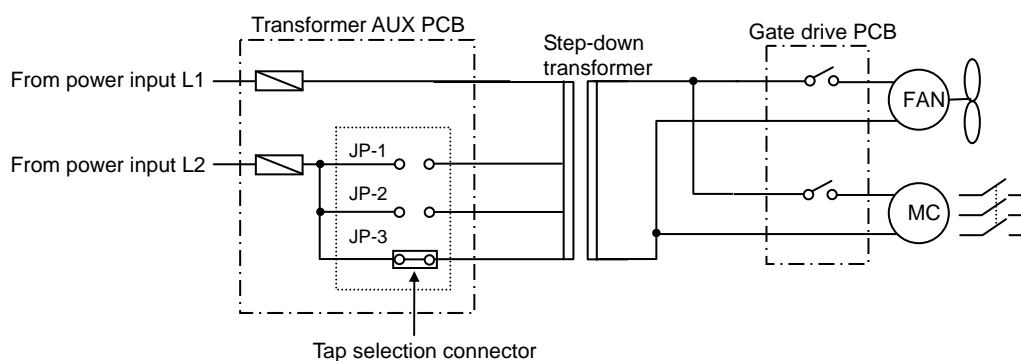 Transformer AUX PCB
Step-down
transformer
Gate drive PCB
From power input L1
FAN
From power input L2
JP-1
JP-2
MC
JP-3
Tap selection connector